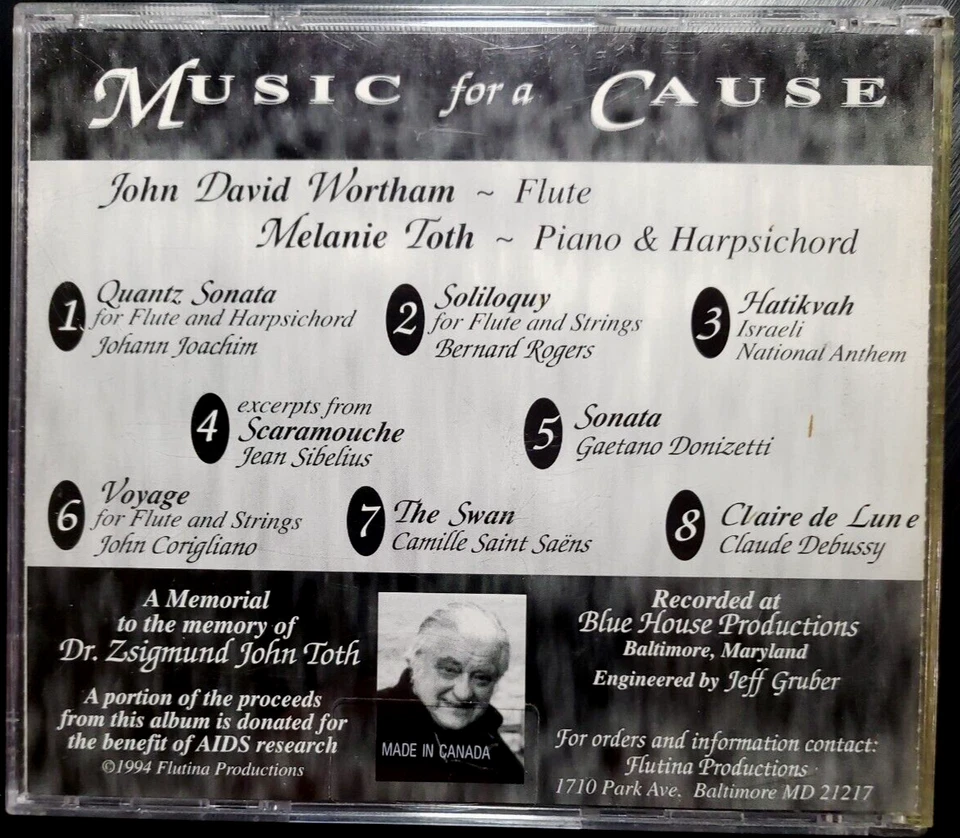 Music for a Cause
John David Wortham ~ Flute
Melanie Toth ~ Piano & Harpsichord
1 Quantz Sonata
for Flute and Harpsichord
Johann Joachim
2 Soliloquy
for Flute and Strings
Bernard Rogers
3 Hatikvah
Israeli
National Anthem
4 excerpts from
Scaramouche
Jean Sibelius
5 Sonata
Gaetano Donizetti
6 Voyage
for Flute and Strings
John Corigliano
7 The Swan
Camille Saint Saëns
8 Claire de Lune
Claude Debussy
A Memorial
to the memory of
Dr. Zsigmund John Toth
A portion of the proceeds
from this album is donated for
the benefit of AIDS research
©1994 Flutina Productions
MADE IN CANADA
Recorded at
Blue House Productions
Baltimore, Maryland
Engineered by Jeff Gruber
For orders and information contact:
Flutina Productions
1710 Park Ave. Baltimore MD 21217